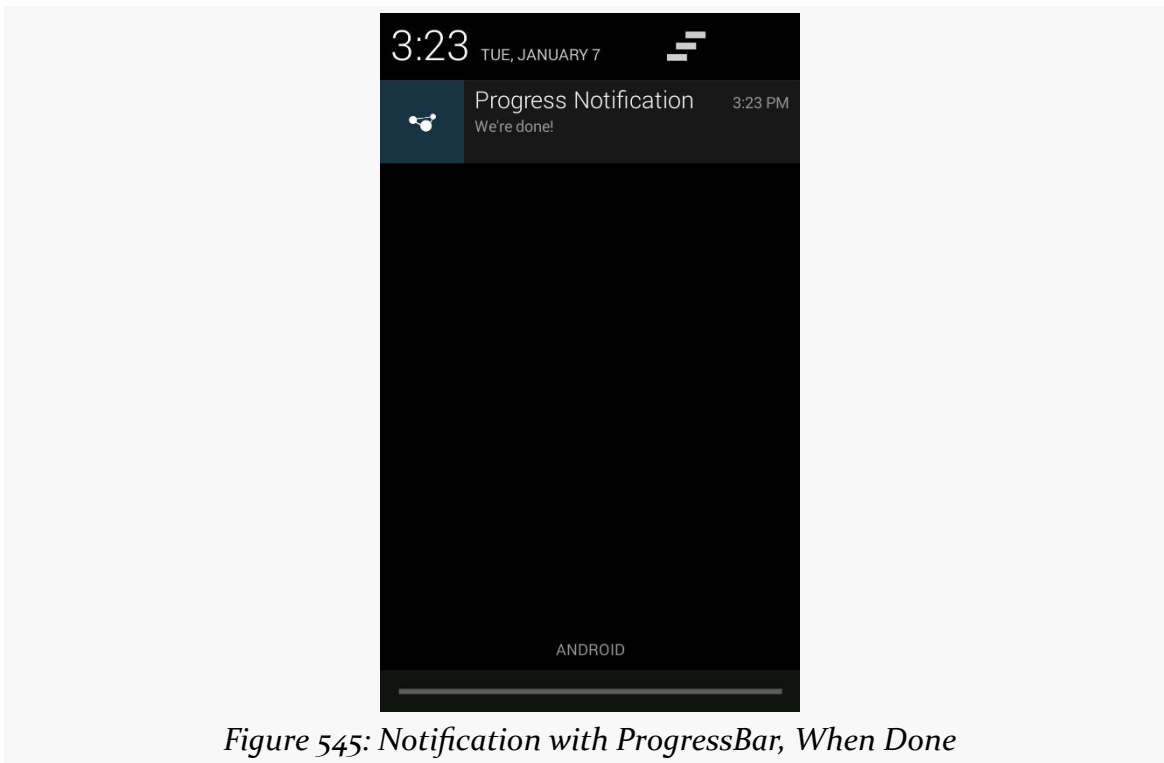 3:23 TUE, JANUARY 7
Progress Notification 3:23 PM
We're done!
ANDROID
Figure 545: Notification with ProgressBar, When Done